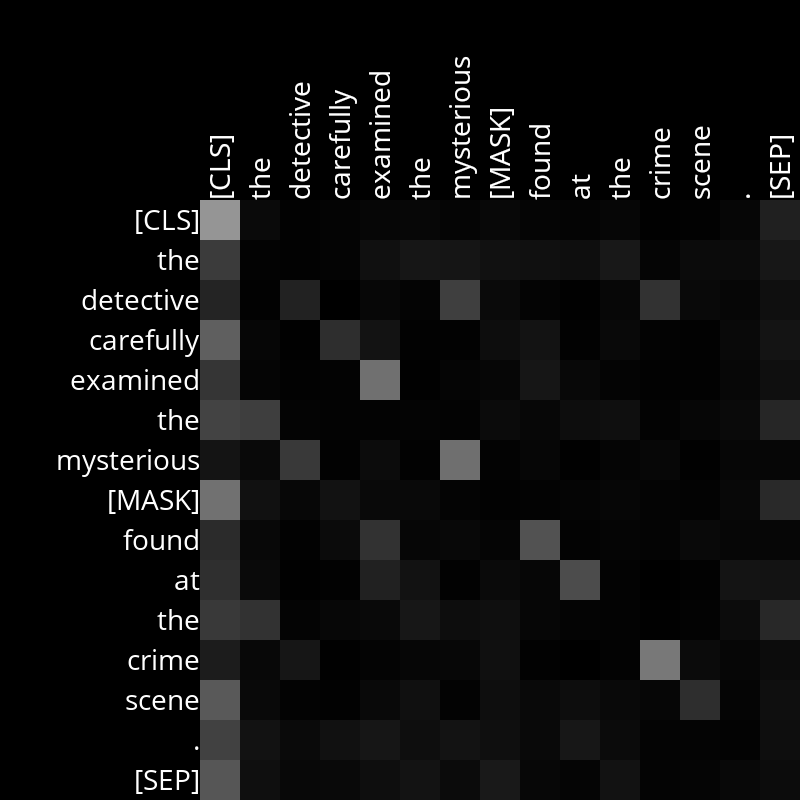 [CLS]
the
detective
carefully
examined
the
mysterious
[MASK]
found
at
the
crime
scene
.
[SEP]
[CLS]
the
detective
carefully
examined
the
mysterious
[MASK]
found
at
the
crime
scene
.
[SEP]